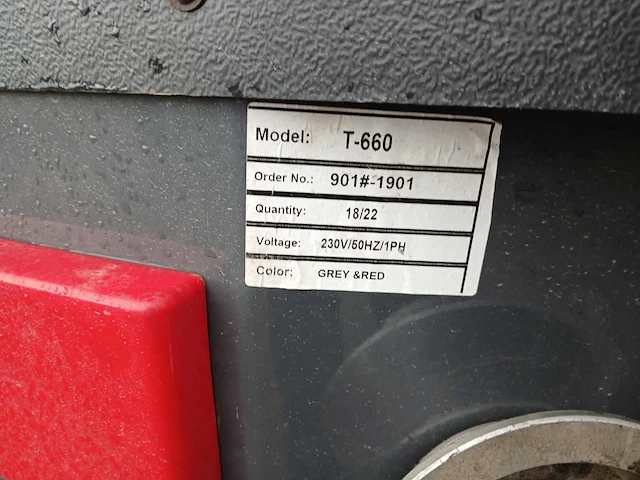 Model: T-660
Order No.: 901#-1901
Quantity: 18/22
Voltage: 230V/50HZ/1PH
Color: GREY &RED